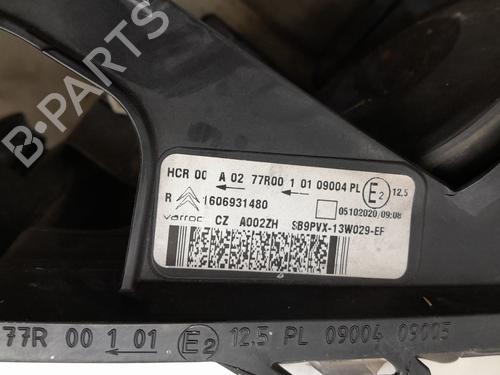 HCR 00 A 02 77R00 1 01 09004 PL E2 12,5
R 1606931480 05102020/09:08
varroc CZ A002ZH SB9PVX-13W029-EF
77R 00 1 01 E2 12.5 PL 09004 09005
B-PARTS